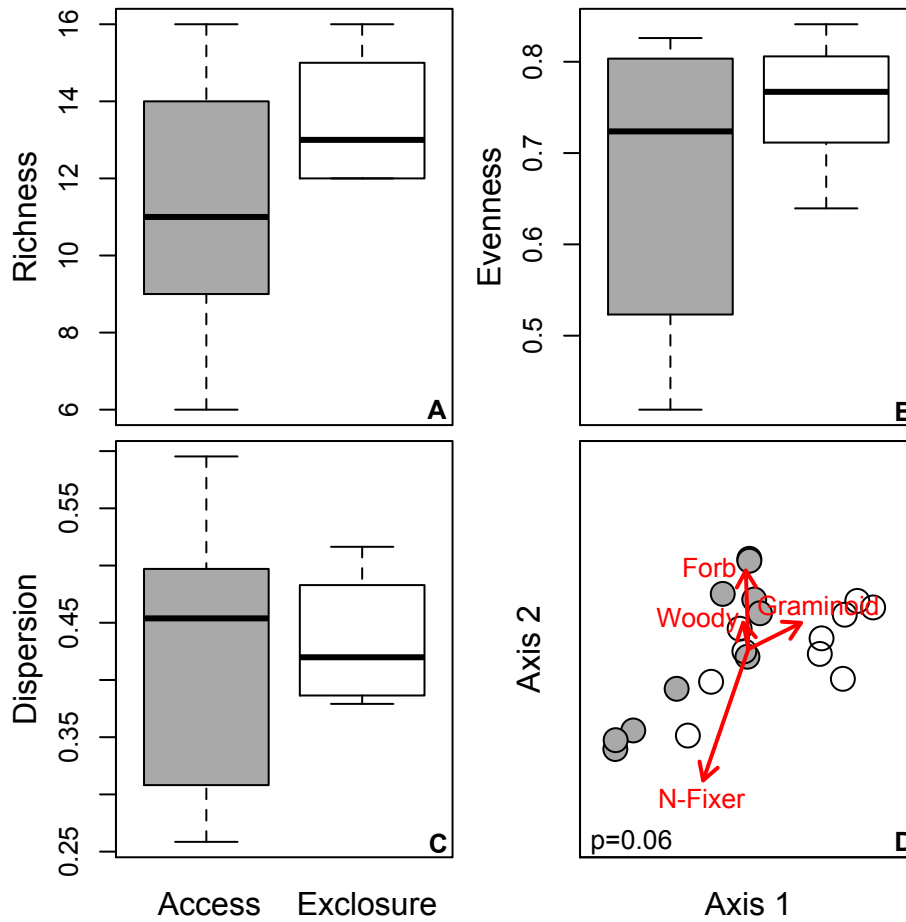 Richness
6
8
10
12
14
16
A
Evenness
0.5
0.6
0.7
0.8
B
Dispersion
0.25
0.35
0.45
0.55
C
Access
Exclosure
Axis 2
Forb
Graminoid
Woody
N-Fixer
p=0.06
D
Axis 1